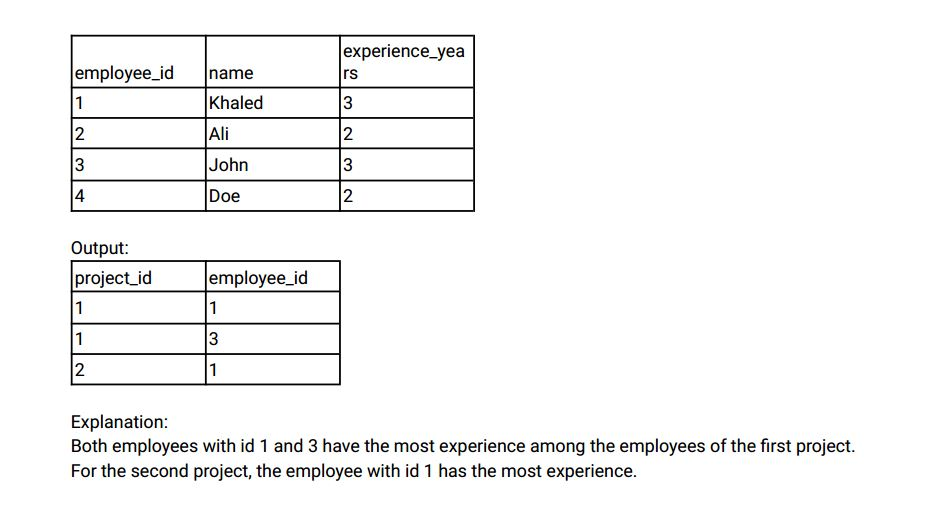 employee_id name experience_yea
rs
1 Khaled 3
2 Ali 2
3 John 3
4 Doe 2
Output:
project_id employee_id
1 1
1 3
2 1
Explanation:
Both employees with id 1 and 3 have the most experience among the employees of the first project.
For the second project, the employee with id 1 has the most experience.